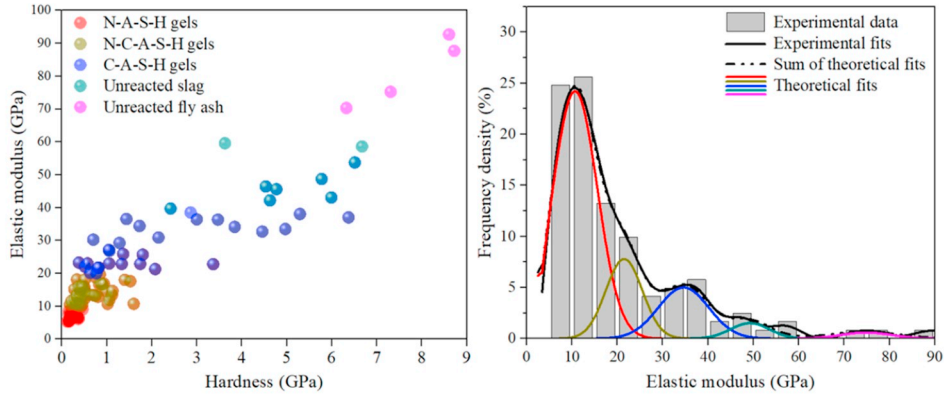 100
90
80
70
60
50
40
30
20
10
0
Elastic modulus (GPa)
N-A-S-H gels
N-C-A-S-H gels
C-A-S-H gels
Unreacted slag
Unreacted fly ash
0 1 2 3 4 5 6 7 8 9
Hardness (GPa)
30
25
20
15
10
5
0
Frequency density (%)
Experimental data
Experimental fits
Sum of theoretical fits
Theoretical fits
0 10 20 30 40 50 60 70 80 90
Elastic modulus (GPa)